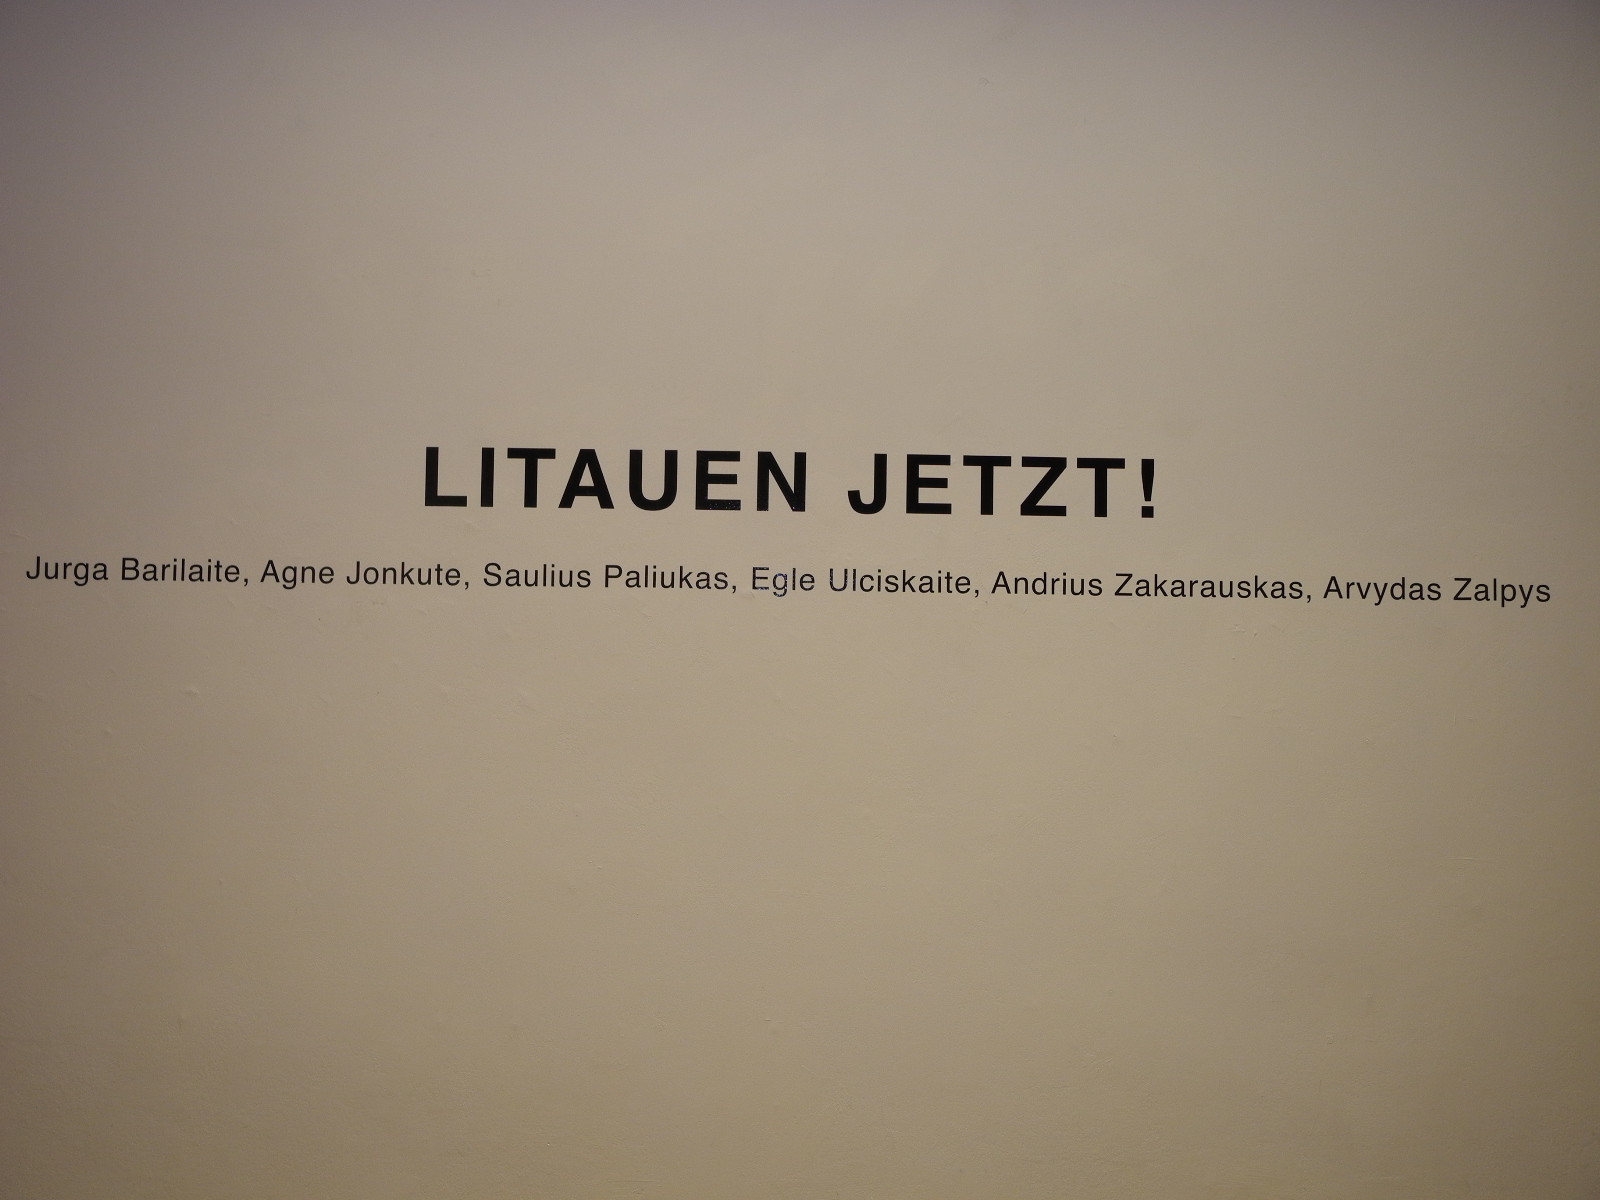 LITAUEN JETZT!
Jurga Barilaite, Agne Jonkute, Saulius Paliukas, Egle Ulciskaite, Andrius Zakarauskas, Arvydas Zalpys